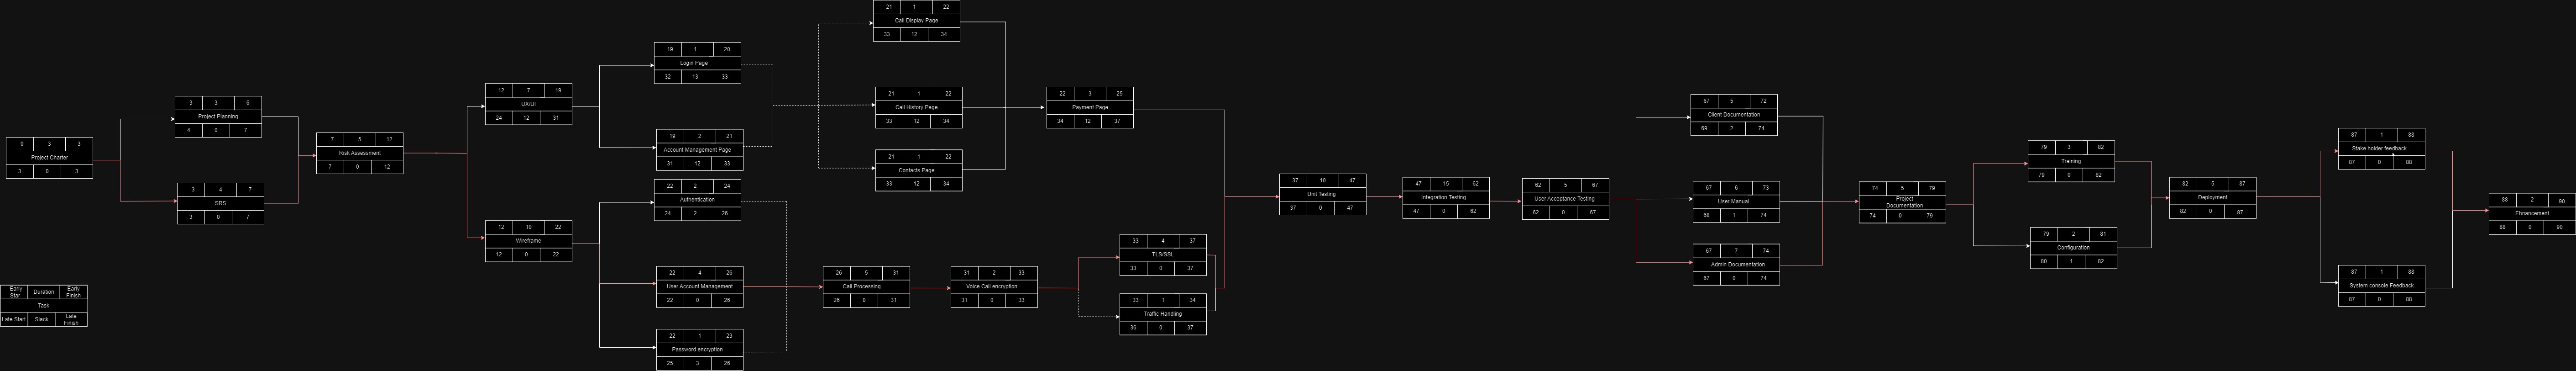 0 3 3
Project Charter
3 0 3
3 3 6
Project Planning
4 0 7
3 4 7
SRS
3 0 7
7 5 12
Risk Assessment
7 0 12
12 7 19
UX/UI
24 12 31
12 10 22
Wireframe
12 0 22
19 1 20
Login Page
32 13 33
19 2 21
Account Management Page
31 12 33
22 2 24
Authentication
24 2 26
22 4 26
User Account Management
22 0 26
22 1 23
Password encryption
25 3 26
21 1 22
Call Display Page
33 12 34
21 1 22
Call History Page
33 12 34
21 1 22
Contacts Page
33 12 34
26 5 31
Call Processing
26 0 31
31 2 33
Voice Call encryption
31 0 33
22 3 25
Payment Page
34 12 37
33 4 37
TLS/SSL
33 0 37
33 1 34
Traffic Handling
36 0 37
37 10 47
Unit Testing
37 0 47
47 15 62
Integration Testing
47 0 62
62 5 67
User Acceptance Testing
62 0 67
67 5 72
Client Documentation
69 2 74
67 6 73
User Manual
68 1 74
67 7 74
Admin Documentation
67 0 74
74 5 79
Project
Documentation
74 0 79
79 3 82
Training
79 0 82
79 2 81
Configuration
80 1 82
82 5 87
Deployment
82 0 87
87 1 88
Stake holder feedback
87 0 88
87 1 88
System console Feedback
87 0 88
88 2 90
Ehnancement
88 0 90
Early
Star
Duration
Early
Finish
Task
Late Start
Slack
Late
Finish